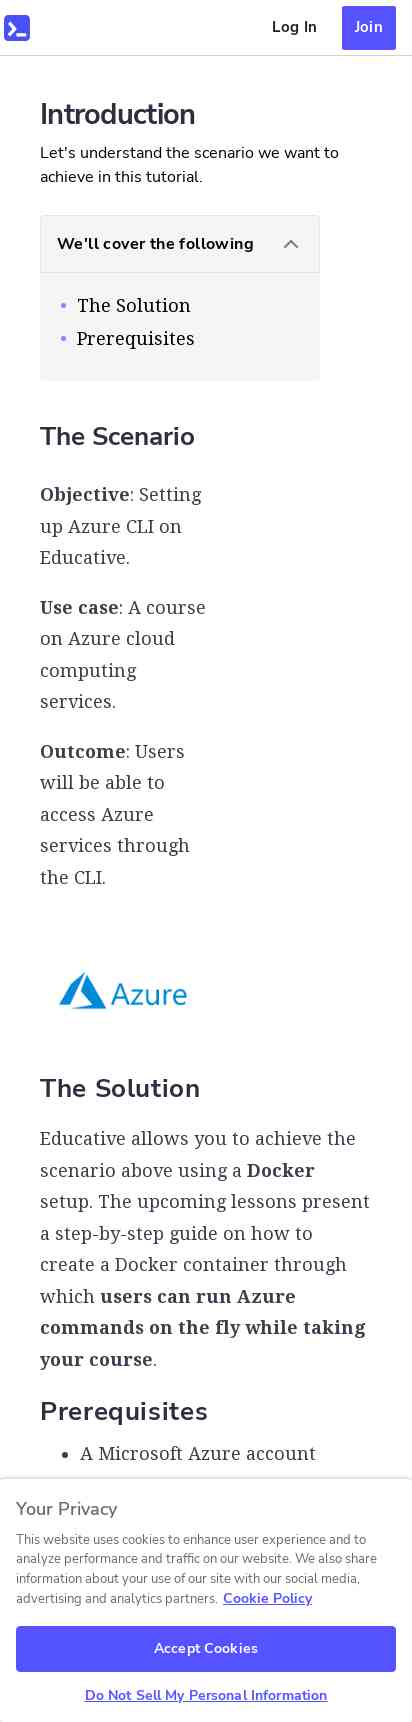 Log In
Join
Introduction
Let's understand the scenario we want to
achieve in this tutorial.
We'll cover the following
The Solution
Prerequisites
The Scenario
Objective: Setting
up Azure CLI on
Educative.
Use case: A course
on Azure cloud
computing
services.
Outcome: Users
will be able to
access Azure
services through
the CLI.
Azure
The Solution
Educative allows you to achieve the
scenario above using a Docker
setup. The upcoming lessons present
a step-by-step guide on how to
create a Docker container through
which users can run Azure
commands on the fly while taking
your course.
Prerequisites
• A Microsoft Azure account
Your Privacy
This website uses cookies to enhance user experience and to
analyze performance and traffic on our website. We also share
information about your use of our site with our social media,
advertising and analytics partners. Cookie Policy
Accept Cookies
Do Not Sell My Personal Information